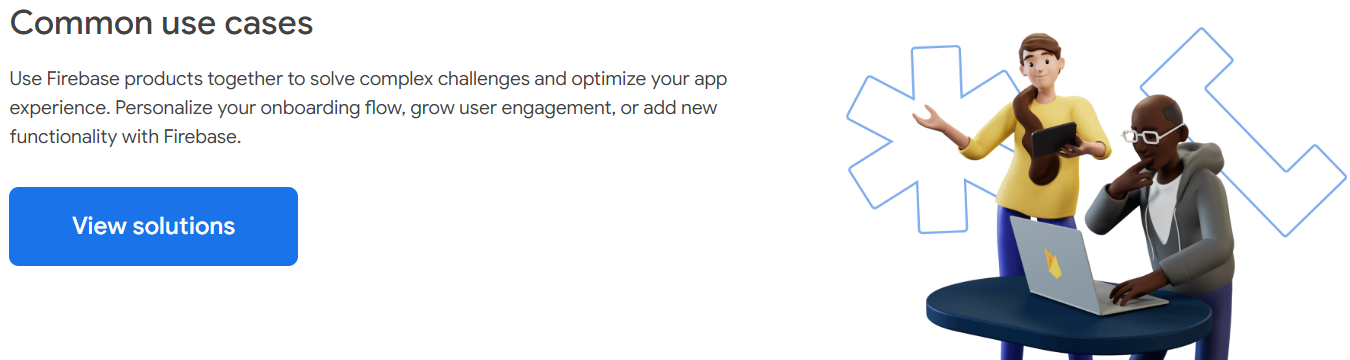 Common use cases
Use Firebase products together to solve complex challenges and optimize your app
experience. Personalize your onboarding flow, grow user engagement, or add new
functionality with Firebase.
View solutions